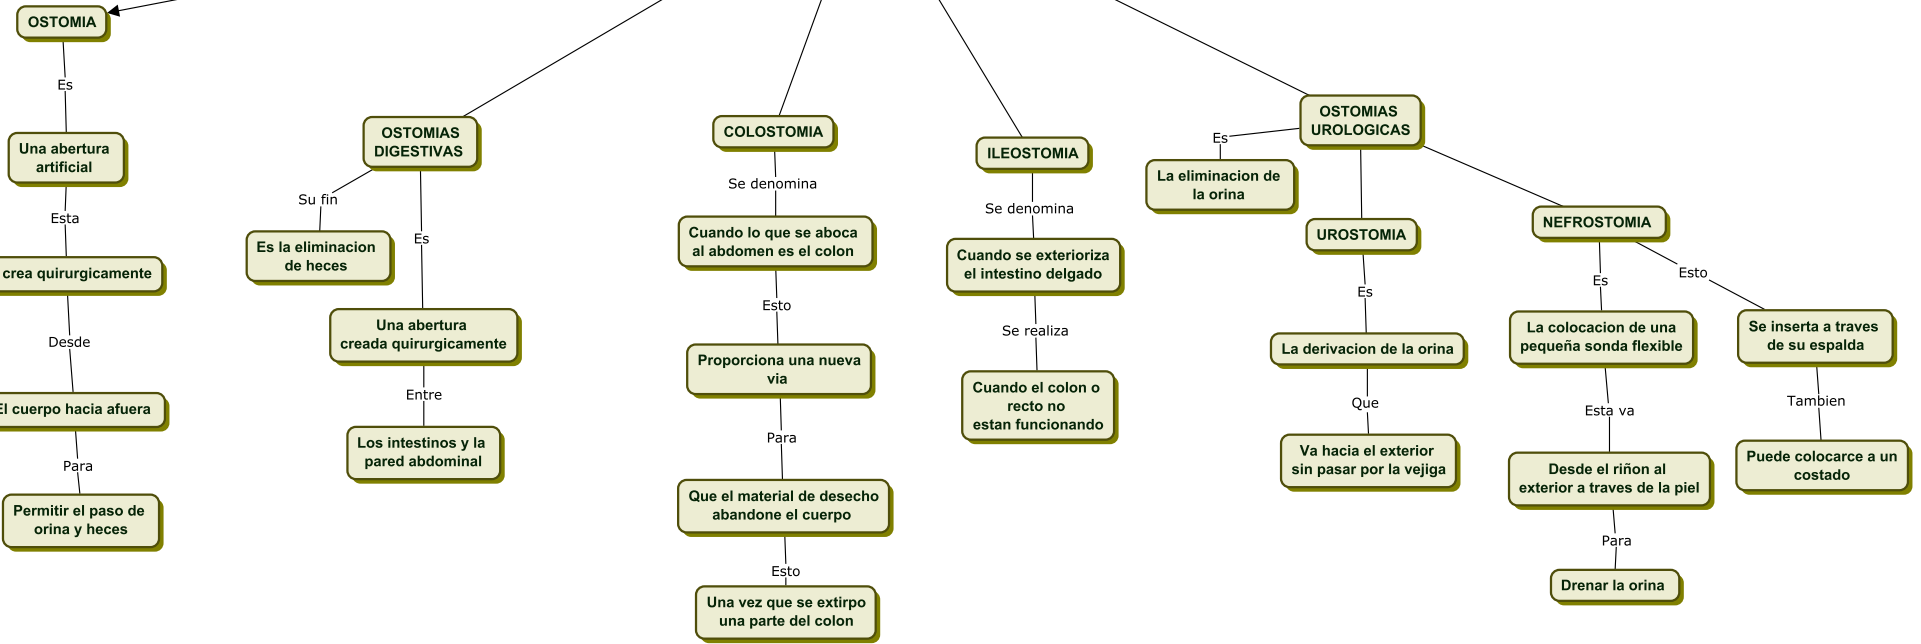 OSTOMIA
Es
Una abertura
artificial
Esta
crea quirurgicamente
Desde
El cuerpo hacia afuera
Para
Permitir el paso de
orina y heces
OSTOMIAS
DIGESTIVAS
Su fin
Es la eliminacion
de heces
Es
Una abertura
creada quirurgicamente
Entre
Los intestinos y la
pared abdominal
COLOSTOMIA
Se denomina
Cuando lo que se aboca
al abdomen es el colon
Esto
Proporciona una nueva
via
Para
Que el material de desecho
abandone el cuerpo
Esto
Una vez que se extirpo
una parte del colon
ILEOSTOMIA
Se denomina
Cuando se exterioriza
el intestino delgado
Se realiza
Cuando el colon o
recto no
estan funcionando
OSTOMIAS
UROLOGICAS
Es
La eliminacion de
la orina
UROSTOMIA
Es
La derivacion de la orina
Que
Va hacia el exterior
sin pasar por la vejiga
NEFROSTOMIA
Es
La colocacion de una
pequeña sonda flexible
Esta va
Desde el riñon al
exterior a traves de la piel
Para
Drenar la orina
Esto
Se inserta a traves
de su espalda
Tambien
Puede colocarce a un
costado